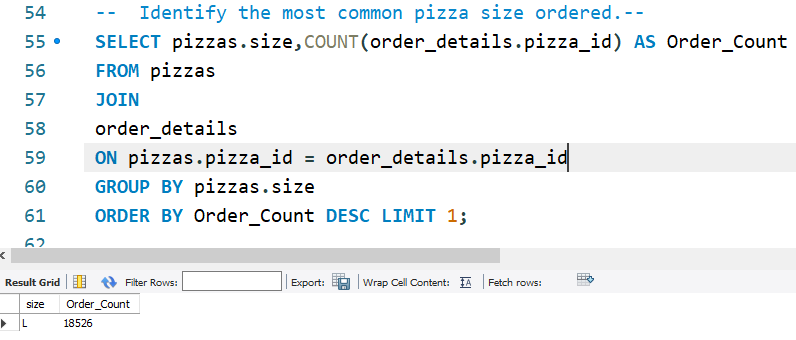 54 -- Identify the most common pizza size ordered.--
55 SELECT pizzas.size,COUNT(order_details.pizza_id) AS Order_Count
56 FROM pizzas
57 JOIN
58 order_details
59 ON pizzas.pizza_id = order_details.pizza_id
60 GROUP BY pizzas.size
61 ORDER BY Order_Count DESC LIMIT 1;
62
Result Grid Filter Rows: Export: Wrap Cell Content: Fetch rows:
size Order_Count
L 18526